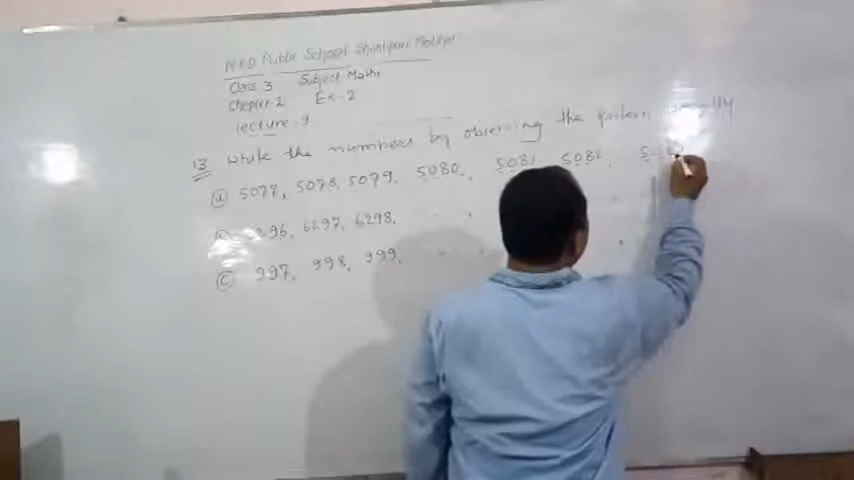 Public School
Class 3 Subject Maths
Chapter 2 Ex-2
lecture-9
13 Write the numbers by observing the pattern
(a) 5077, 5078, 5079, 5080, 5081, 5081,
6296, 6297, 6298,
(c) 997, 998, 999,